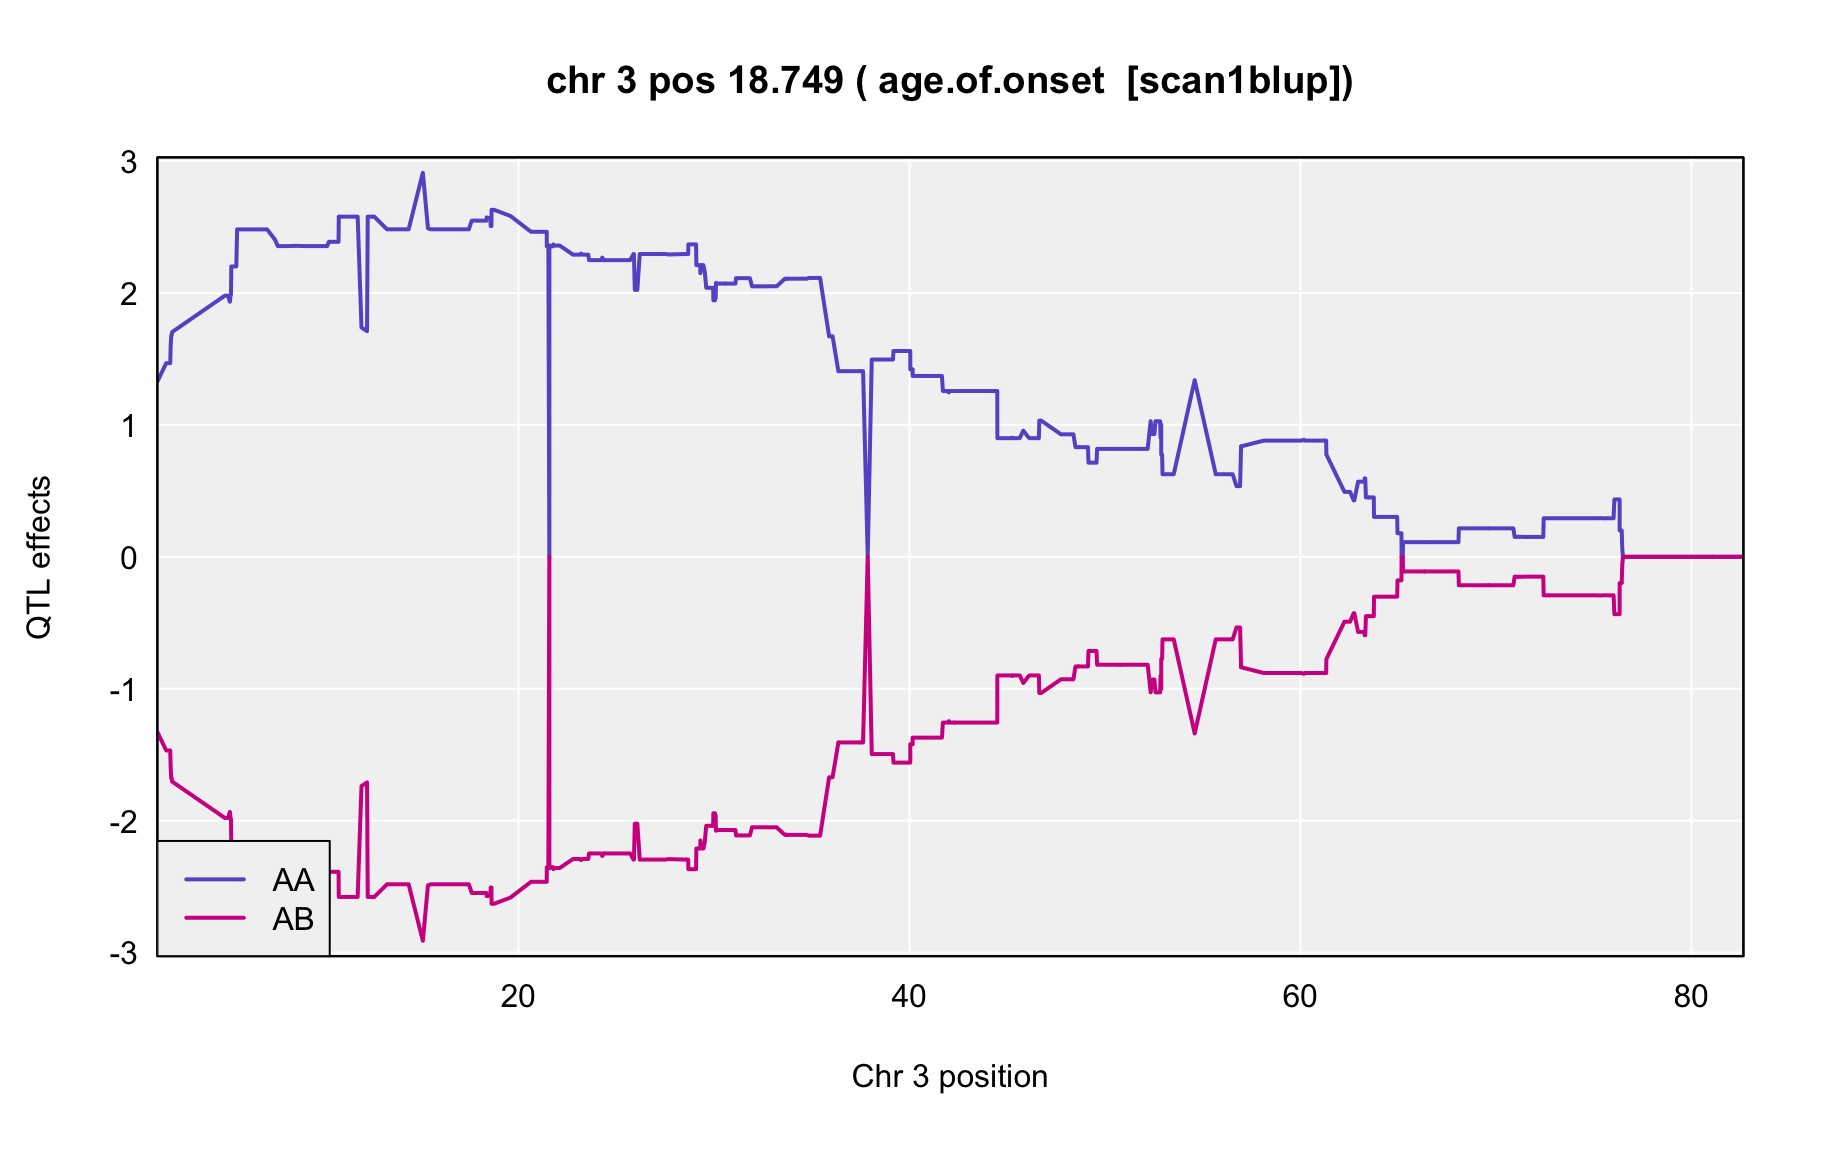 chr 3 pos 18.749 ( age.of.onset  [scan1blup])
3
2
1
0
-1
-2
-3
QTL effects
AA
AB
20 40 60 80
Chr 3 position